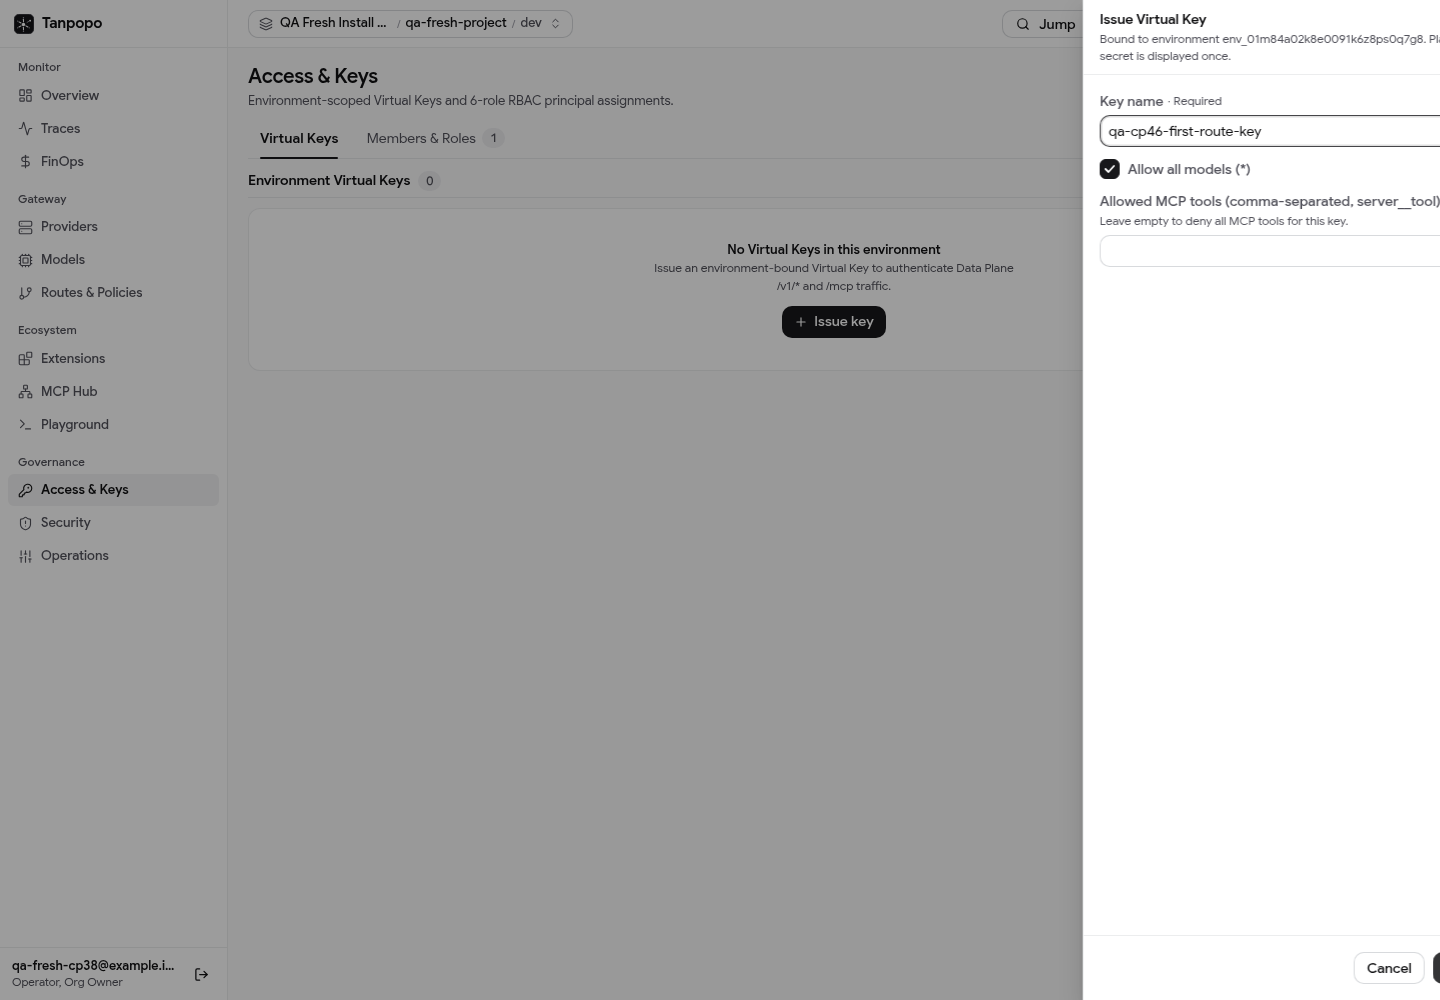 Tanpopo
Monitor
Overview
Traces
FinOps
Gateway
Providers
Models
Routes & Policies
Ecosystem
Extensions
MCP Hub
Playground
Governance
Access & Keys
Security
Operations
qa-fresh-cp38@example.i...
Operator, Org Owner
QA Fresh Install ... / qa-fresh-project / dev
Jump
Access & Keys
Environment-scoped Virtual Keys and 6-role RBAC principal assignments.
Virtual Keys Members & Roles 1
Environment Virtual Keys 0
No Virtual Keys in this environment
Issue an environment-bound Virtual Key to authenticate Data Plane
/v1/* and /mcp traffic.
Issue key
Issue Virtual Key
Bound to environment env_01m84a02k8e0091k6z8ps0q7g8.
secret is displayed once.
Key name · Required
qa-cp46-first-route-key
Allow all models (*)
Allowed MCP tools (comma-separated, server__tool)
Leave empty to deny all MCP tools for this key.
Cancel